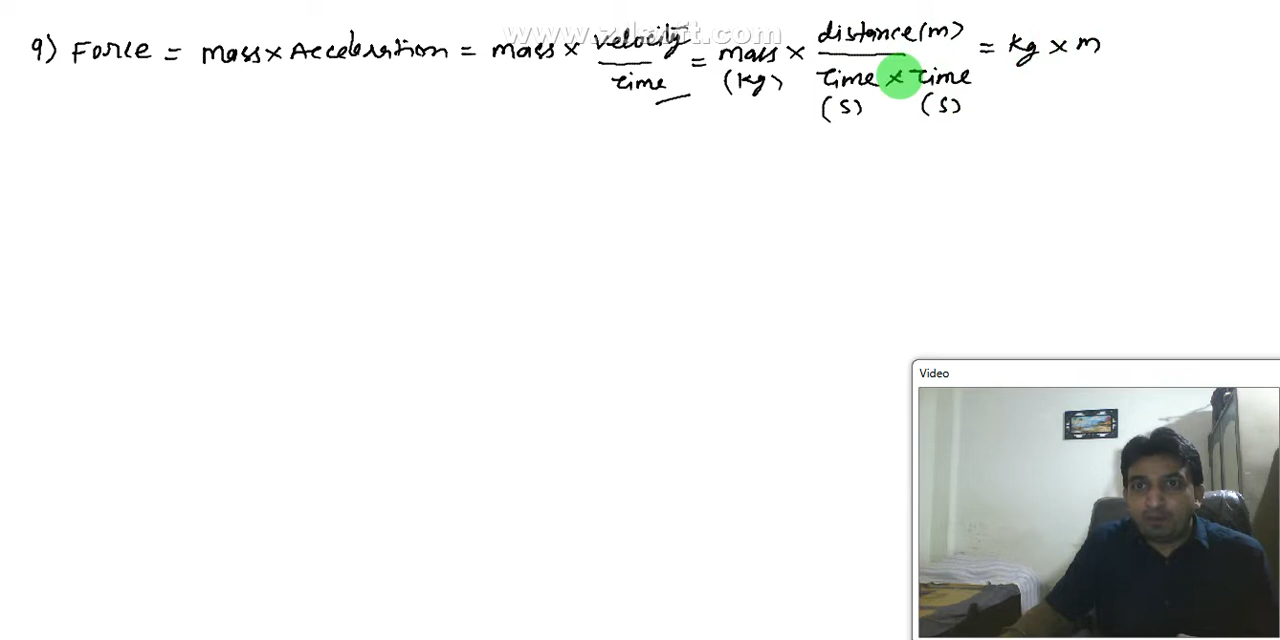 9) Force = mass × Acceleration = mass × velocity / time = mass (kg) × distance (m) / time (s) × time (s) = kg × m
Video